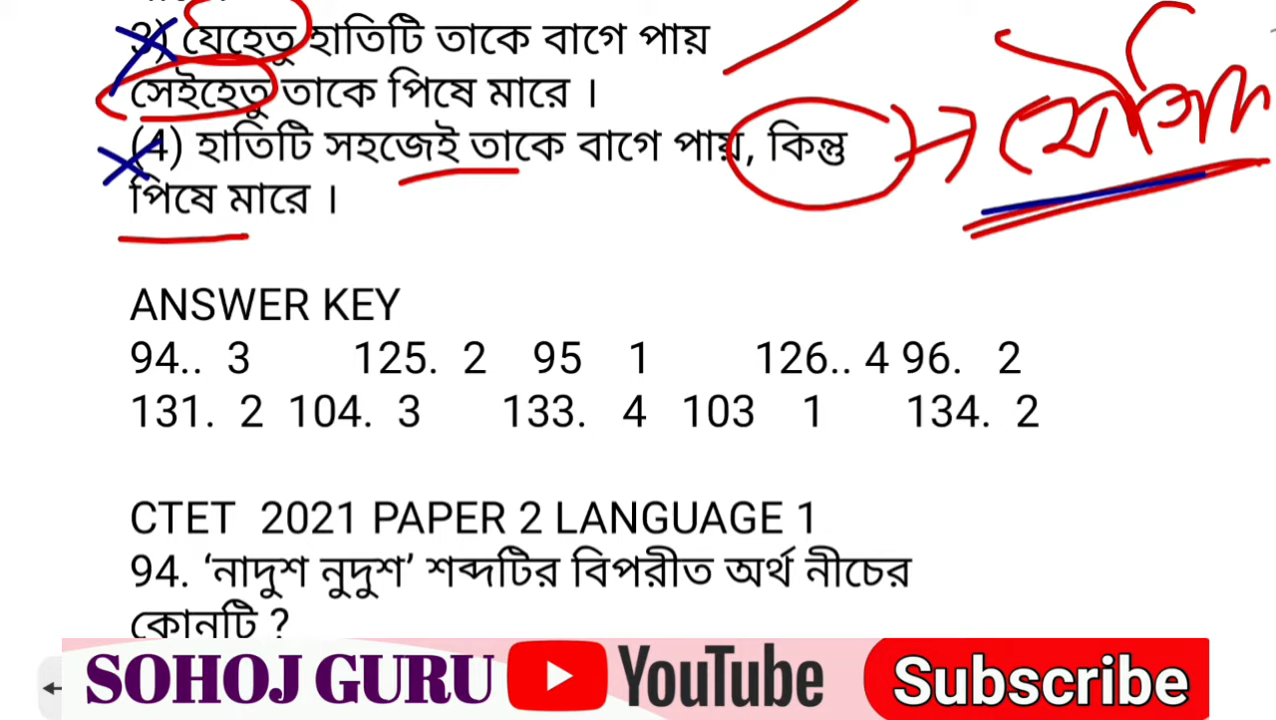 3) যেহেতু হাতিটি তাকে বাগে পায়
সেইহেতু তাকে পিষে মারে ।
(4) হাতিটি সহজেই তাকে বাগে পায়, কিন্তু
পিষে মারে ।
যৌগিক
ANSWER KEY
94.. 3 125. 2 95 1 126.. 4 96. 2
131. 2 104. 3 133. 4 103 1 134. 2
CTET 2021 PAPER 2 LANGUAGE 1
94. ‘নাদুশ নুদুশ’ শব্দটির বিপরীত অর্থ নীচের
কোনটি ?
SOHOJ GURU YouTube Subscribe